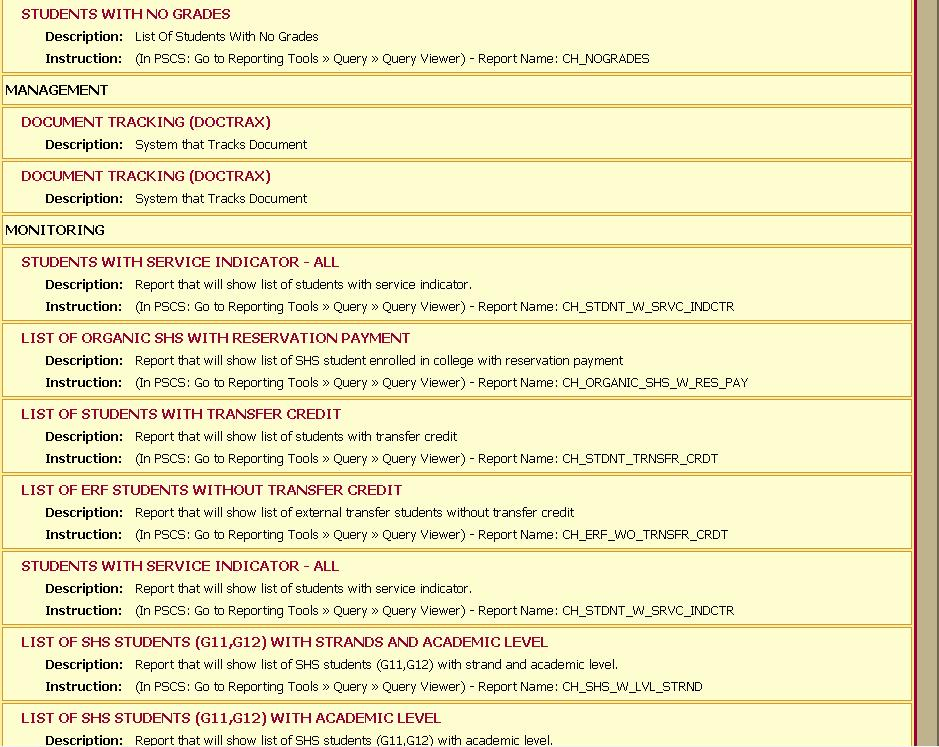 STUDENTS WITH NO GRADES
Description: List Of Students With No Grades
Instruction: (In PSCS: Go to Reporting Tools » Query » Query Viewer) - Report Name: CH_NOGRADES
MANAGEMENT
DOCUMENT TRACKING (DOCTRAX)
Description: System that Tracks Document
DOCUMENT TRACKING (DOCTRAX)
Description: System that Tracks Document
MONITORING
STUDENTS WITH SERVICE INDICATOR - ALL
Description: Report that will show list of students with service indicator.
Instruction: (In PSCS: Go to Reporting Tools » Query » Query Viewer) - Report Name: CH_STDNT_W_SRVC_INDCTR
LIST OF ORGANIC SHS WITH RESERVATION PAYMENT
Description: Report that will show list of SHS student enrolled in college with reservation payment
Instruction: (In PSCS: Go to Reporting Tools » Query » Query Viewer) - Report Name: CH_ORGANIC_SHS_W_RES_PAY
LIST OF STUDENTS WITH TRANSFER CREDIT
Description: Report that will show list of students with transfer credit
Instruction: (In PSCS: Go to Reporting Tools » Query » Query Viewer) - Report Name: CH_STDNT_TRNSFR_CRDT
LIST OF ERF STUDENTS WITHOUT TRANSFER CREDIT
Description: Report that will show list of external transfer students without transfer credit
Instruction: (In PSCS: Go to Reporting Tools » Query » Query Viewer) - Report Name: CH_ERF_WO_TRNSFR_CRDT
STUDENTS WITH SERVICE INDICATOR - ALL
Description: Report that will show list of students with service indicator.
Instruction: (In PSCS: Go to Reporting Tools » Query » Query Viewer) - Report Name: CH_STDNT_W_SRVC_INDCTR
LIST OF SHS STUDENTS (G11,G12) WITH STRANDS AND ACADEMIC LEVEL
Description: Report that will show list of SHS students (G11,G12) with strand and academic level.
Instruction: (In PSCS: Go to Reporting Tools » Query » Query Viewer) - Report Name: CH_SHS_W_LVL_STRND
LIST OF SHS STUDENTS (G11,G12) WITH ACADEMIC LEVEL
Description: Report that will show list of SHS students (G11,G12) with academic level.